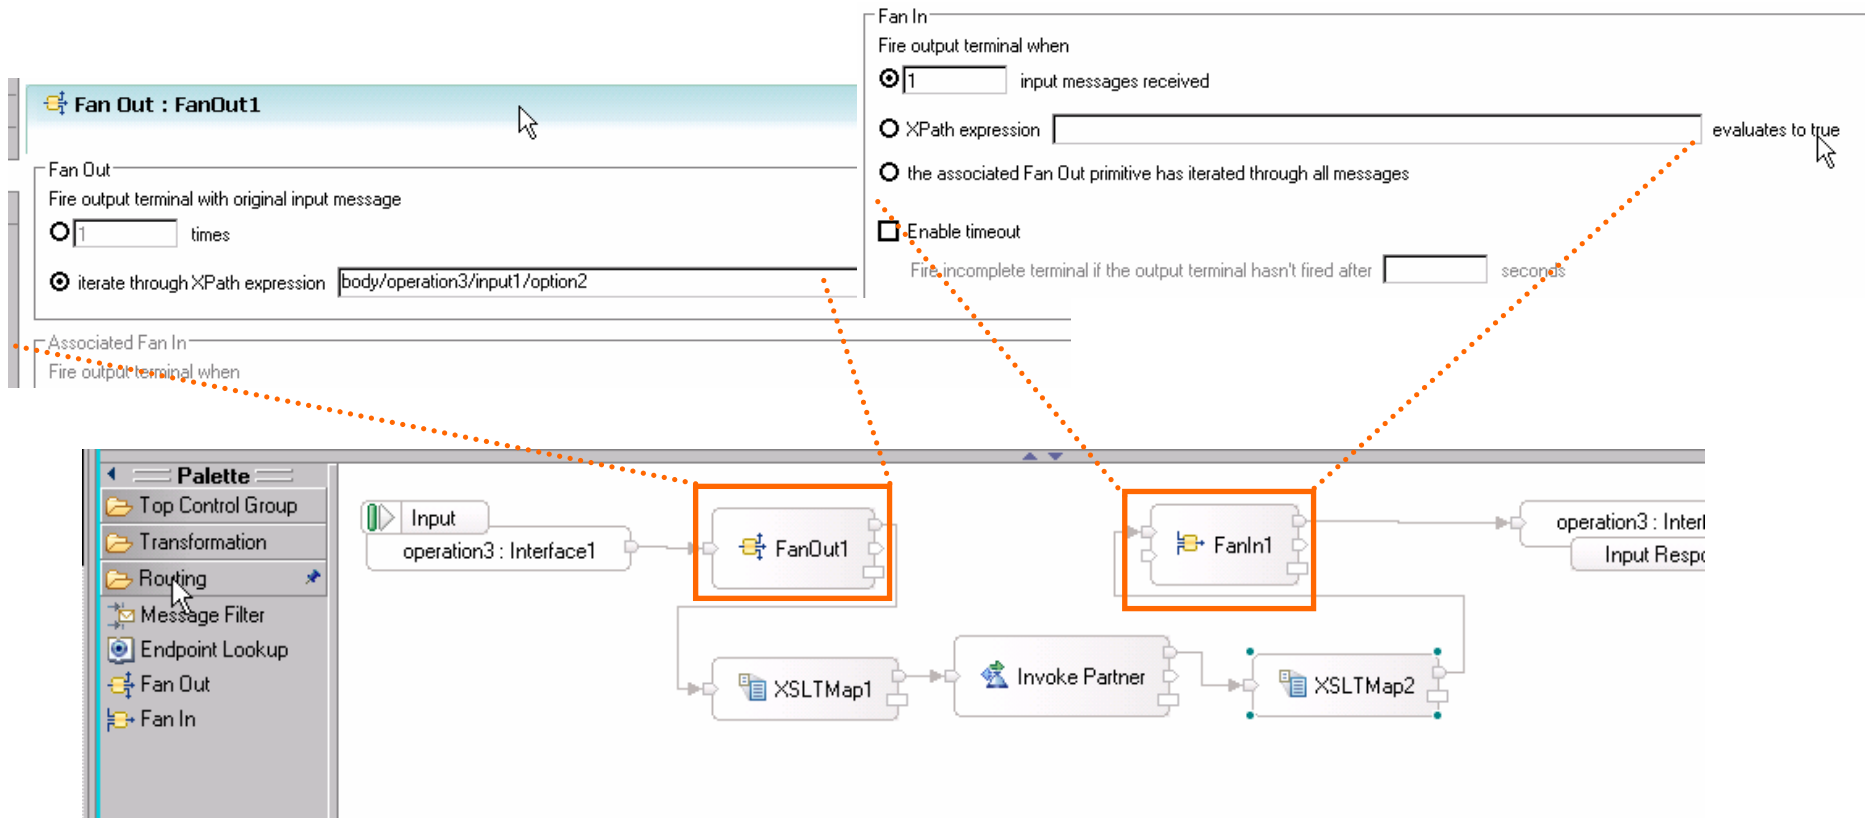 Fan In
Fire output terminal when
1 input messages received
XPath expression evaluates to true
the associated Fan Out primitive has iterated through all messages
Enable timeout
Fire incomplete terminal if the output terminal hasn't fired after seconds
Fan Out : FanOut1
Fan Out
Fire output terminal with original input message
1 times
iterate through XPath expression body/operation3/input1/option2
Associated Fan In
Fire output terminal when
Palette
Top Control Group
Transformation
Routing
Message Filter
Endpoint Lookup
Fan Out
Fan In
Input
operation3 : Interface1
FanOut1
FanIn1
operation3 : Interf
Input Respo
XSLTMap1
Invoke Partner
XSLTMap2